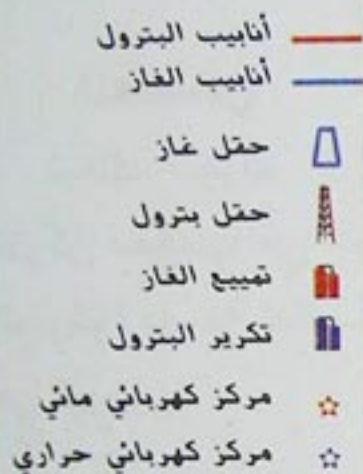 أنابيب البترول
أنابيب الغاز
حقل غاز
حقل بترول
تمييع الغاز
تكرير البترول
مركز كهربائي مائي
مركز كهربائي حراري